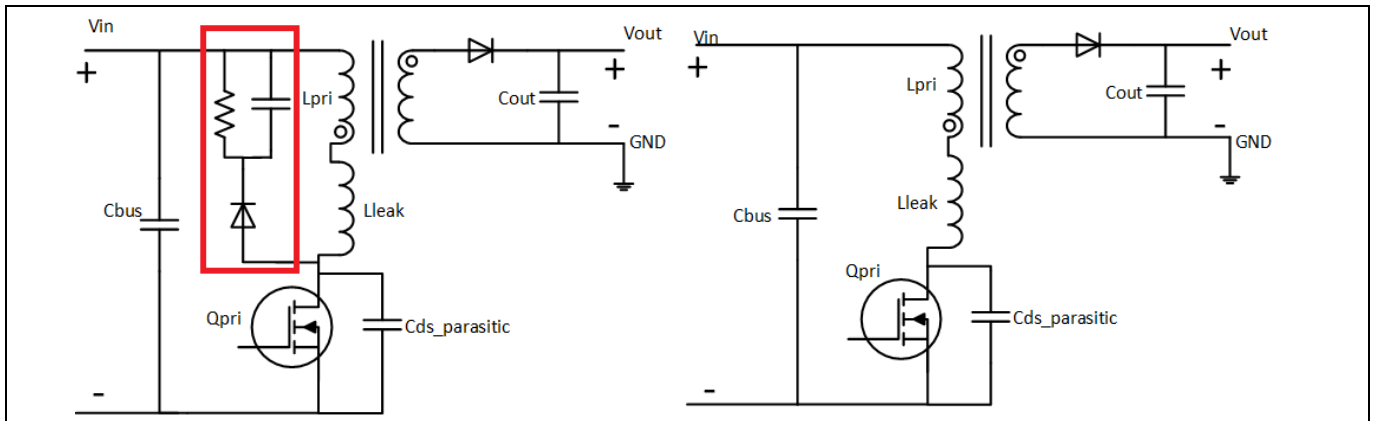 Vin
Vout
+
+
Lpri
Cout
-
GND
Cbus
Lleak
Qpri
Cds_parasitic
-
Vin
Vout
+
+
Lpri
Cout
-
GND
Lleak
Cbus
Qpri
Cds_parasitic
-